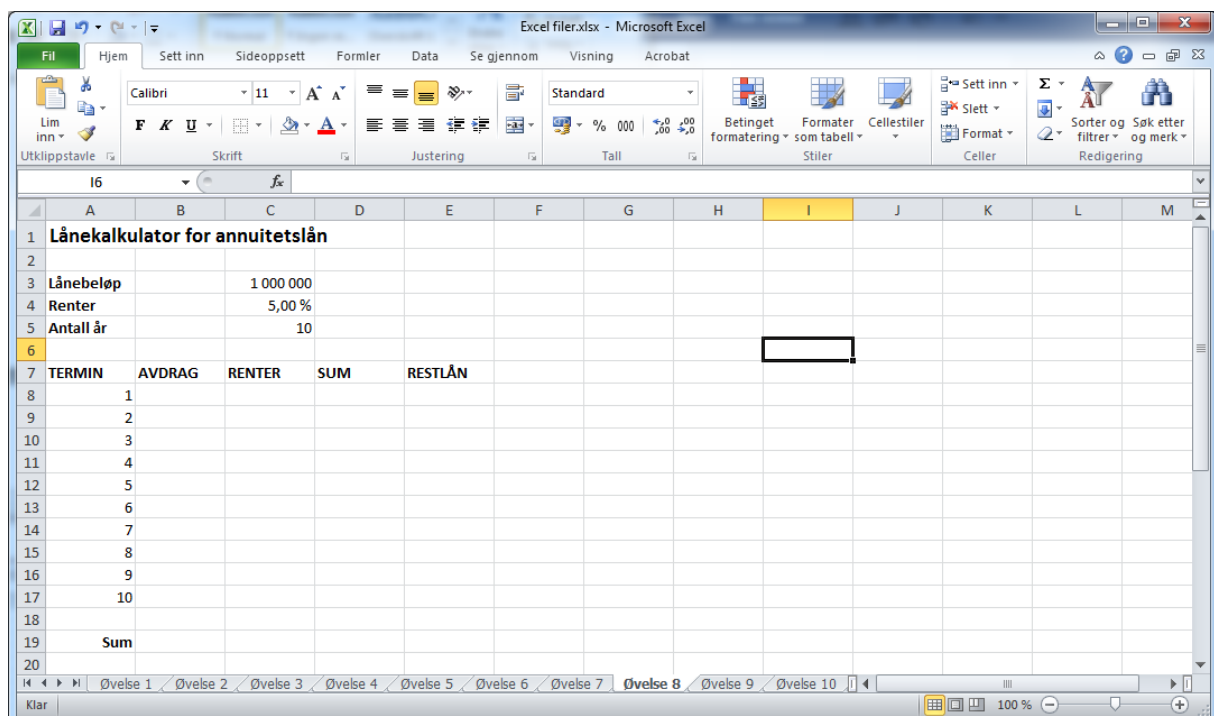 Excel filer.xlsx - Microsoft Excel
Fil Hjem Sett inn Sideoppsett Formler Data Se gjennom Visning Acrobat
Calibri 11 A A Standard Σ
Lim inn
F K U % 000
Betinget formatering
Formater som tabell
Cellestiler
Sett inn
Slett
Format
Sorter og filtrer
Søk etter og merk
Utklippstavle Skrift Justering Tall Stiler Celler Redigering
I6 fx
A B C D E F G H I J K L M
1 Lånekalkulator for annuitetslån
2
3 Lånebeløp 1 000 000
4 Renter 5,00 %
5 Antall år 10
6
7 TERMIN AVDRAG RENTER SUM RESTLÅN
8 1
9 2
10 3
11 4
12 5
13 6
14 7
15 8
16 9
17 10
18
19 Sum
20
Øvelse 1 Øvelse 2 Øvelse 3 Øvelse 4 Øvelse 5 Øvelse 6 Øvelse 7 Øvelse 8 Øvelse 9 Øvelse 10
Klar 100 %